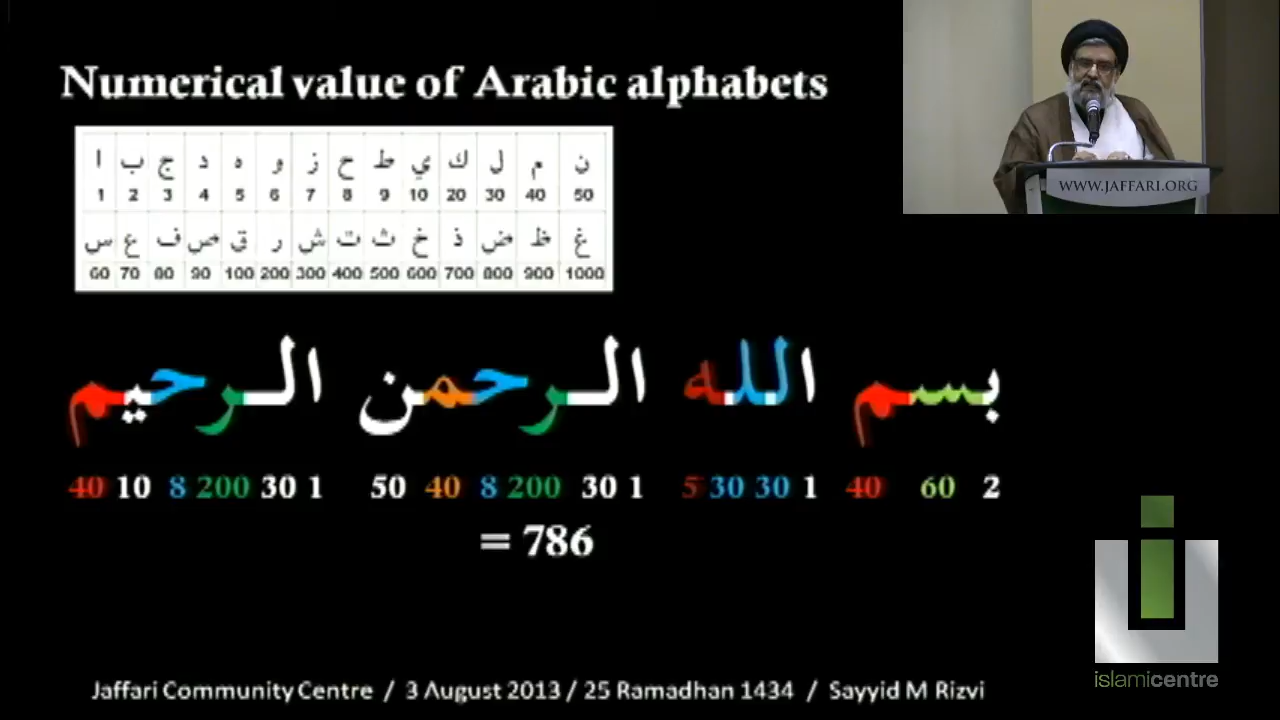 Numerical value of Arabic alphabets
ا ب ج د ه و ز ح ط ي ك ل م ن
1 2 3 4 5 6 7 8 9 10 20 30 40 50
س ع ف ص ق ر ش ت ث خ ذ ض ظ غ
60 70 80 90 100 200 300 400 500 600 700 800 900 1000
بسم الله الرحمن الرحيم
40 10 8 200 30 1 50 40 8 200 30 1 5 30 30 1 40 60 2
= 786
Jaffari Community Centre / 3 August 2013 / 25 Ramadhan 1434 / Sayyid M Rizvi
WWW.JAFFARI.ORG
islamicentre